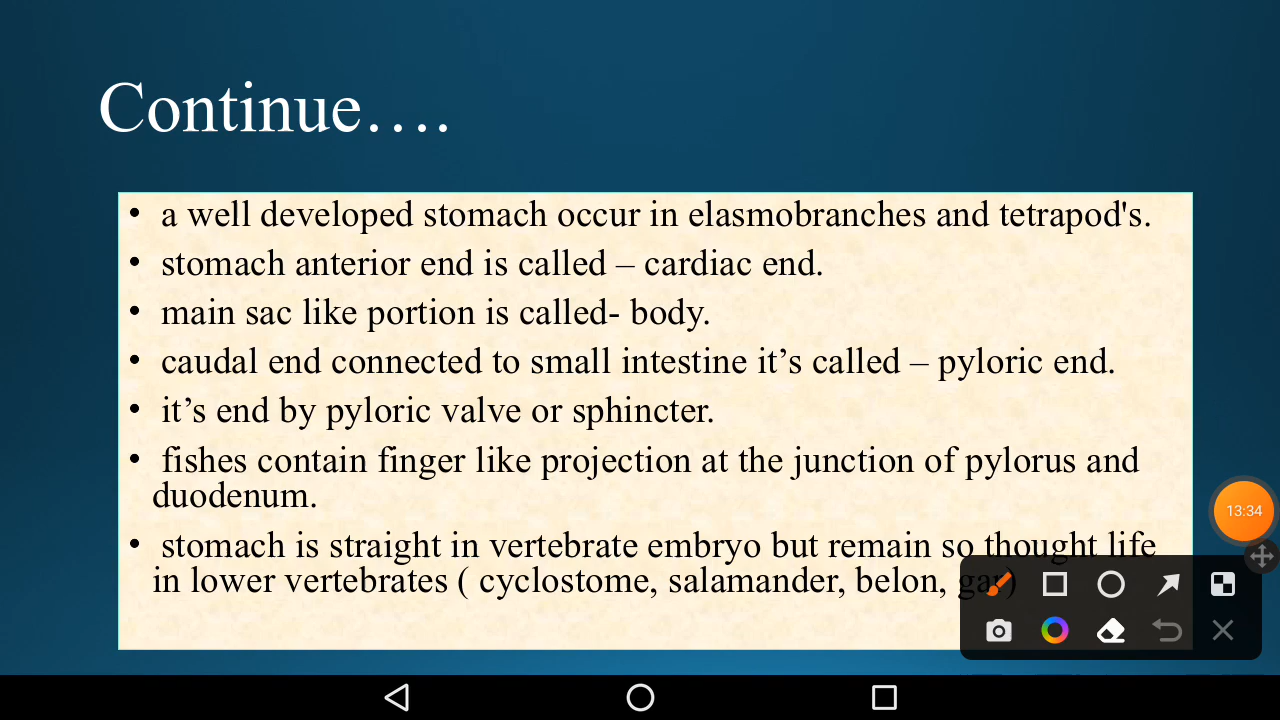 Continue….
• a well developed stomach occur in elasmobranches and tetrapod's.
• stomach anterior end is called – cardiac end.
• main sac like portion is called- body.
• caudal end connected to small intestine it’s called – pyloric end.
• it’s end by pyloric valve or sphincter.
• fishes contain finger like projection at the junction of pylorus and
duodenum.
• stomach is straight in vertebrate embryo but remain so thought life
in lower vertebrates ( cyclostome, salamander, belon, gar)
13:34